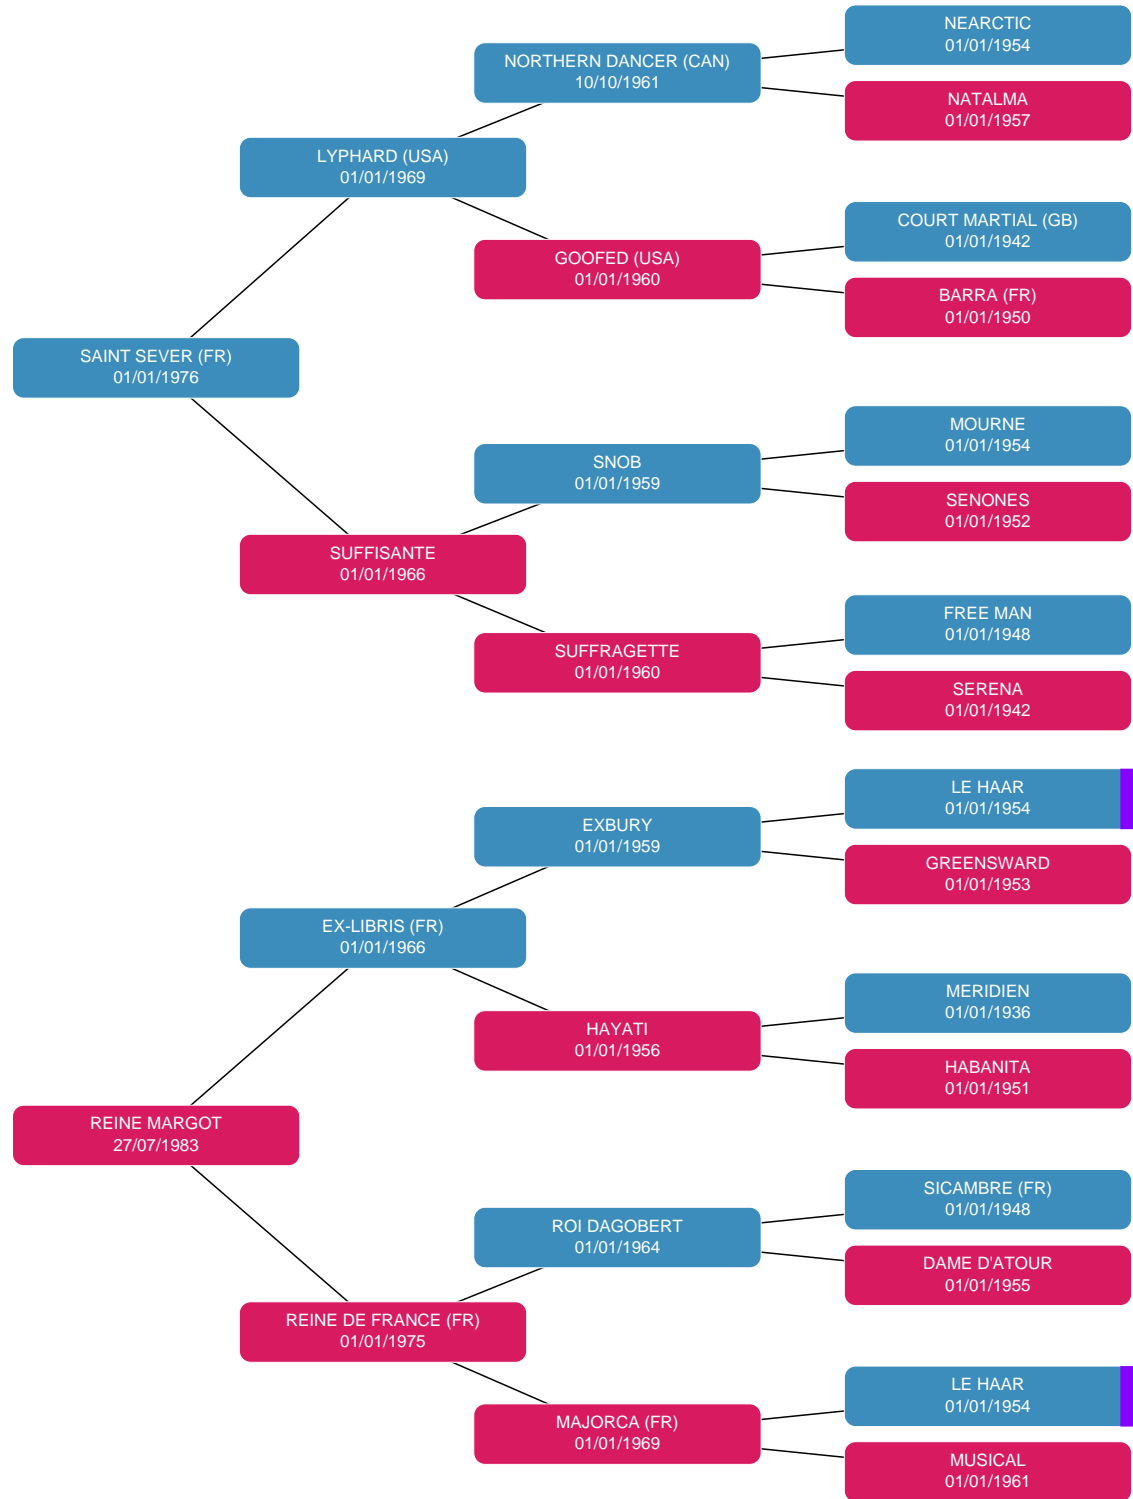 NEARCTIC
01/01/1954
NORTHERN DANCER (CAN)
10/10/1961
NATALMA
01/01/1957
LYPHARD (USA)
01/01/1969
COURT MARTIAL (GB)
01/01/1942
GOOFED (USA)
01/01/1960
BARRA (FR)
01/01/1950
SAINT SEVER (FR)
01/01/1976
MOURNE
01/01/1954
SNOB
01/01/1959
SENONES
01/01/1952
SUFFISANTE
01/01/1966
FREE MAN
01/01/1948
SUFFRAGETTE
01/01/1960
SERENA
01/01/1942
LE HAAR
01/01/1954
EXBURY
01/01/1959
GREENSWARD
01/01/1953
EX-LIBRIS (FR)
01/01/1966
MERIDIEN
01/01/1936
HAYATI
01/01/1956
HABANITA
01/01/1951
REINE MARGOT
27/07/1983
SICAMBRE (FR)
01/01/1948
ROI DAGOBERT
01/01/1964
DAME D'ATOUR
01/01/1955
REINE DE FRANCE (FR)
01/01/1975
LE HAAR
01/01/1954
MAJORCA (FR)
01/01/1969
MUSICAL
01/01/1961